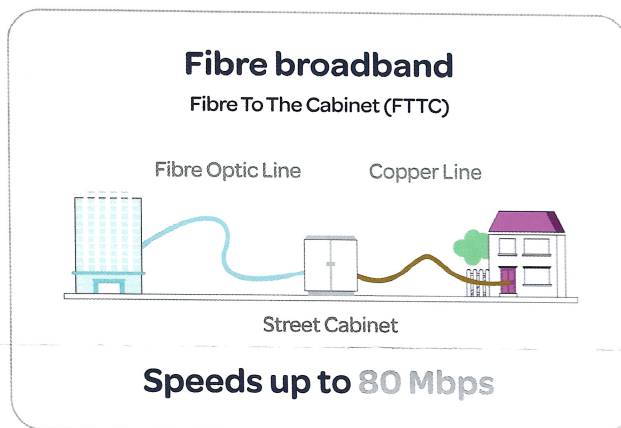 Fibre broadband
Fibre To The Cabinet (FTTC)
Fibre Optic Line
Copper Line
Street Cabinet
Speeds up to 80 Mbps